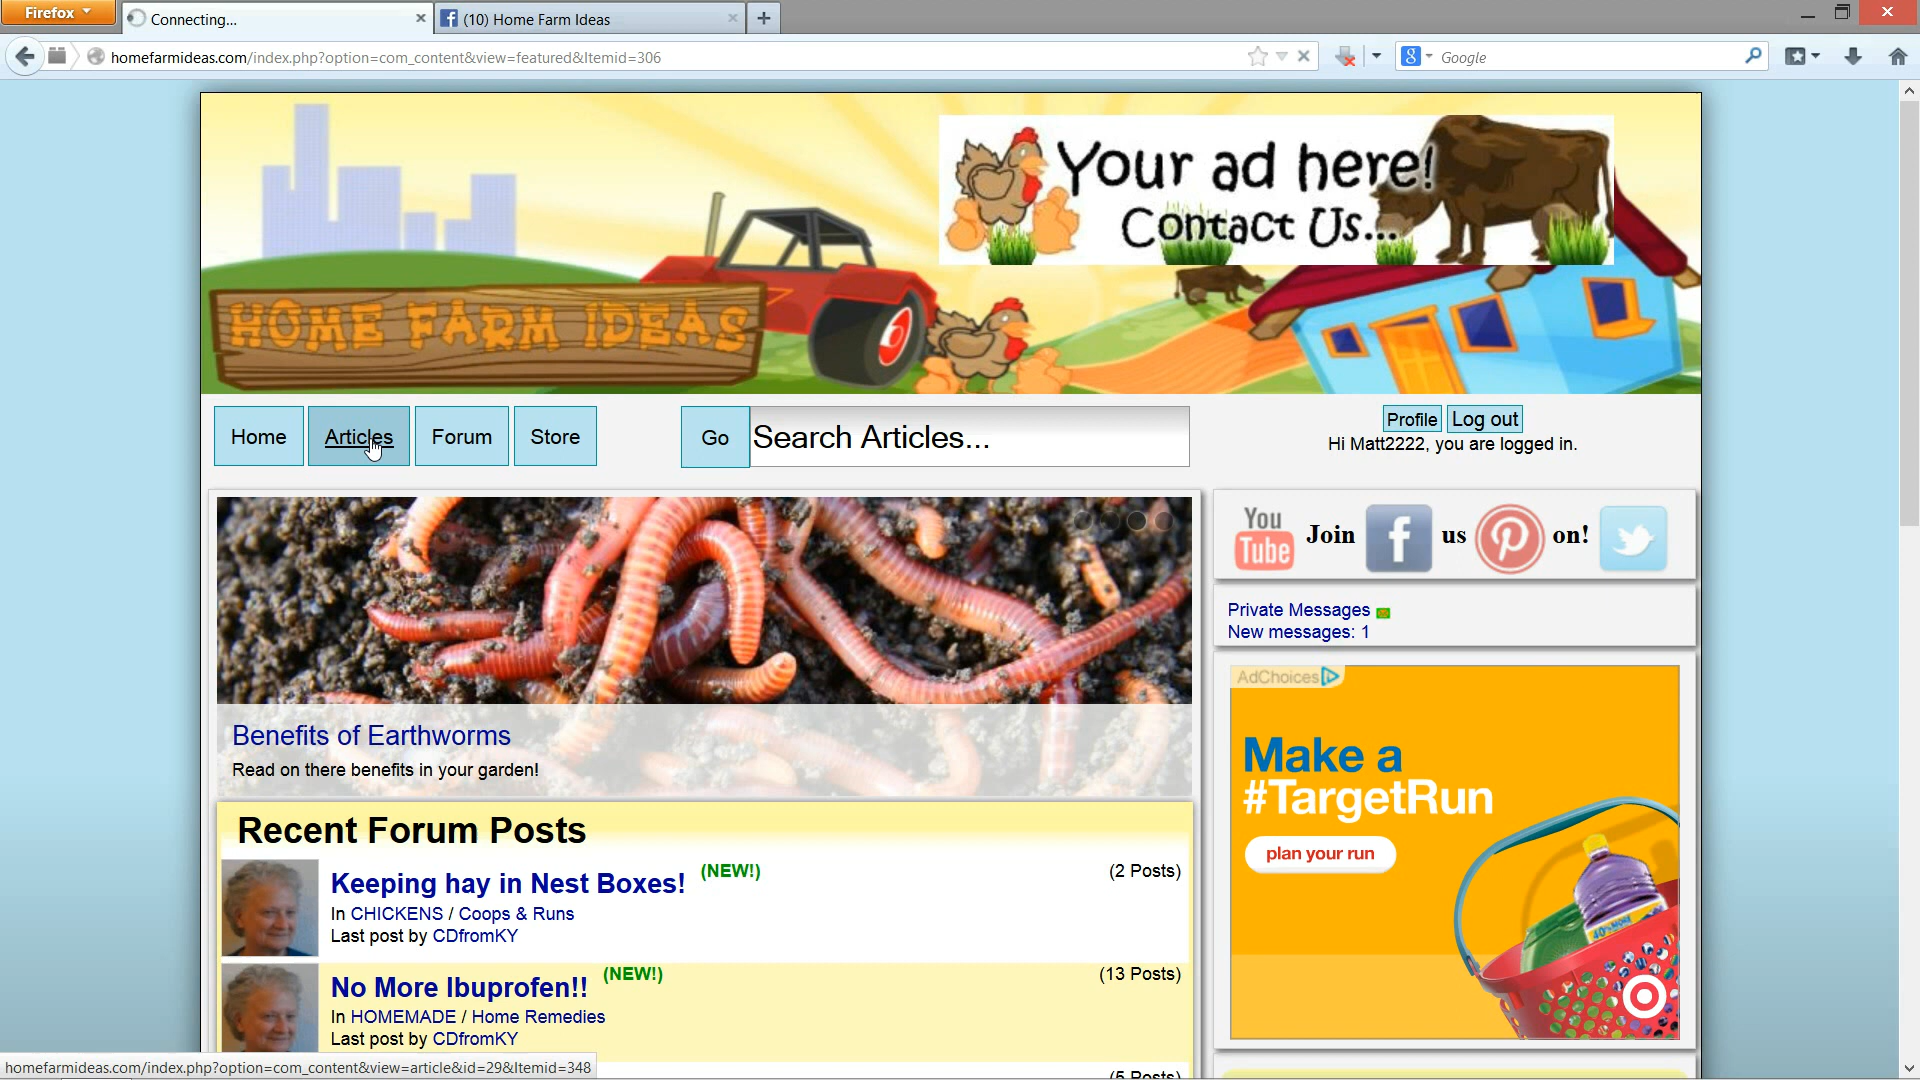 Firefox
Connecting...
(10) Home Farm Ideas
homefarmideas.com/index.php?option=com_content&view=featured&Itemid=306
Google
Your ad here!
Contact Us...
HOME FARM IDEAS
Home
Articles
Forum
Store
Go
Search Articles...
Profile
Log out
Hi Matt2222, you are logged in.
You Tube
Join
us
on!
Private Messages
New messages: 1
AdChoices
Make a
#TargetRun
plan your run
40% MORE
Benefits of Earthworms
Read on there benefits in your garden!
Recent Forum Posts
Keeping hay in Nest Boxes! (NEW!) (2 Posts)
In CHICKENS / Coops & Runs
Last post by CDfromKY
No More Ibuprofen!! (NEW!) (13 Posts)
In HOMEMADE / Home Remedies
Last post by CDfromKY
(5 Posts)
homefarmideas.com/index.php?option=com_content&view=article&id=29&Itemid=348